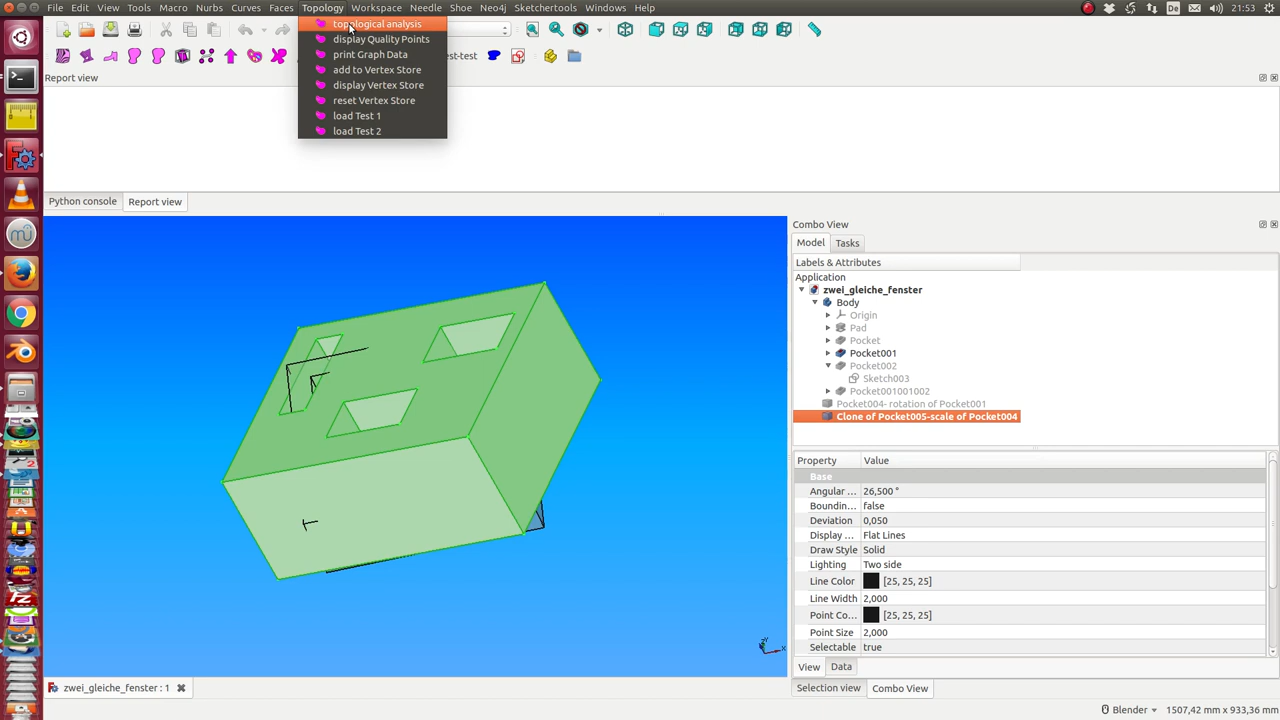 File Edit View Tools Macro Nurbs Curves Faces Topology Workspace Needle Shoe Neo4j Sketchertools Windows Help
De 21:53
topological analysis
display Quality Points
print Graph Data
add to Vertex Store
display Vertex Store
reset Vertex Store
load Test 1
load Test 2
st-test
Report view
Python console
Report view
Combo View
Model
Tasks
Labels & Attributes
Application
zwei_gleiche_fenster
Body
Origin
Pad
Pocket
Pocket001
Pocket002
Sketch003
Pocket001001002
Pocket004- rotation of Pocket001
Clone of Pocket005-scale of Pocket004
Property Value
Base
Angular ... 26,500 °
Boundin... false
Deviation 0,050
Display ... Flat Lines
Draw Style Solid
Lighting Two side
Line Color [25, 25, 25]
Line Width 2,000
Point Co... [25, 25, 25]
Point Size 2,000
Selectable true
View Data
zwei_gleiche_fenster : 1
Selection view Combo View
Blender 1507,42 mm x 933,36 mm